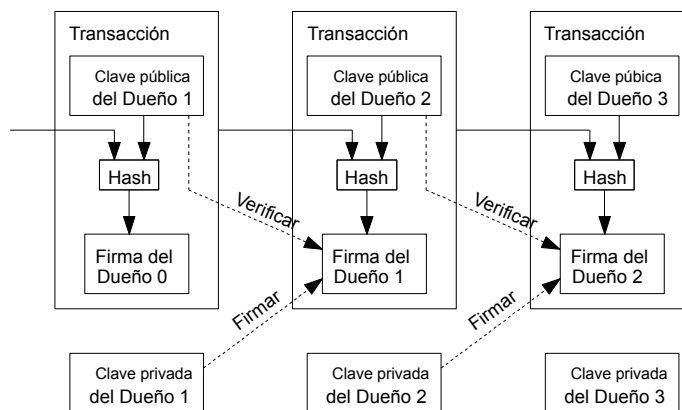 Transacción
Transacción
Transacción
Clave pública
del Dueño 1
Clave pública
del Dueño 2
Clave púbica
del Dueño 3
Hash
Hash
Hash
Verificar
Verificar
Firma del
Dueño 0
Firma del
Dueño 1
Firma del
Dueño 2
Firmar
Firmar
Clave privada
del Dueño 1
Clave privada
del Dueño 2
Clave privada
del Dueño 3